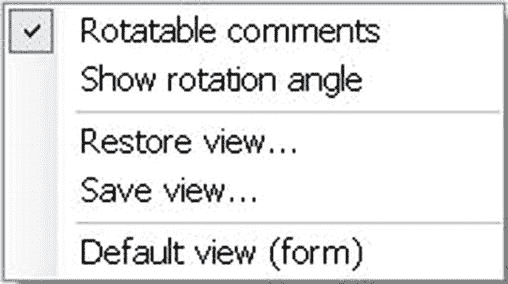 Rotatable comments
Show rotation angle
Restore view...
Save view...
Default view (form)